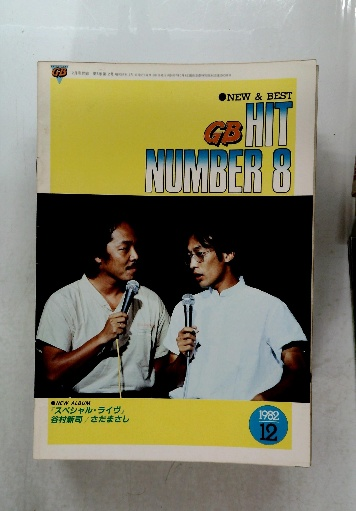 GB
●NEW & BEST
GB HIT
NUMBER 8
●NEW ALBUM
「スペシャル・ライヴ」
谷村新司／さだまさし
1982
12